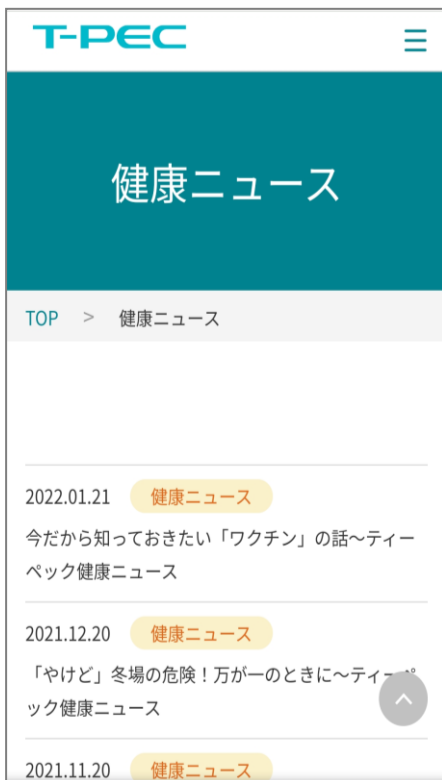 T-PEC
健康ニュース
TOP > 健康ニュース
2022.01.21 健康ニュース
今だから知っておきたい「ワクチン」の話～ティー
ペック健康ニュース
2021.12.20 健康ニュース
「やけど」冬場の危険！万が一のときに～ティーペ
ック健康ニュース
2021.11.20 健康ニュース